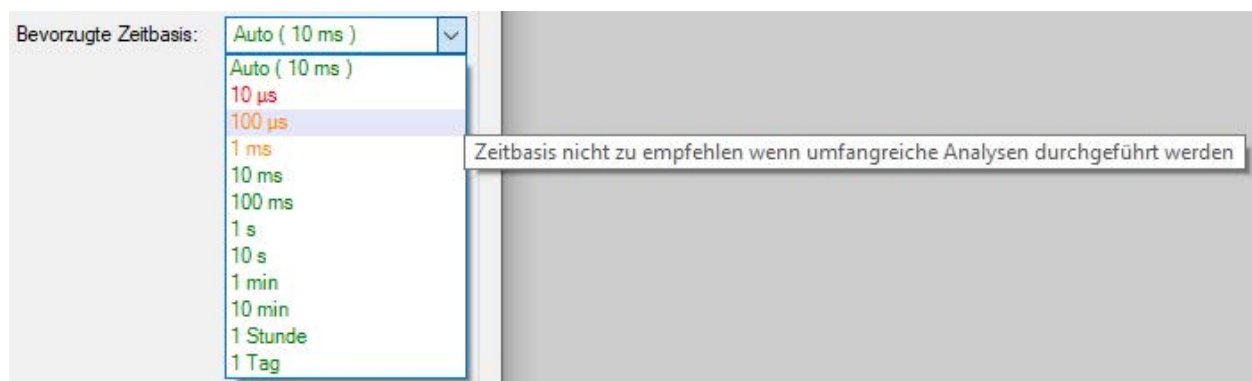 Bevorzugte Zeitbasis: Auto ( 10 ms )
Auto ( 10 ms )
10 µs
100 µs
1 ms
Zeitbasis nicht zu empfehlen wenn umfangreiche Analysen durchgeführt werden
10 ms
100 ms
1 s
10 s
1 min
10 min
1 Stunde
1 Tag